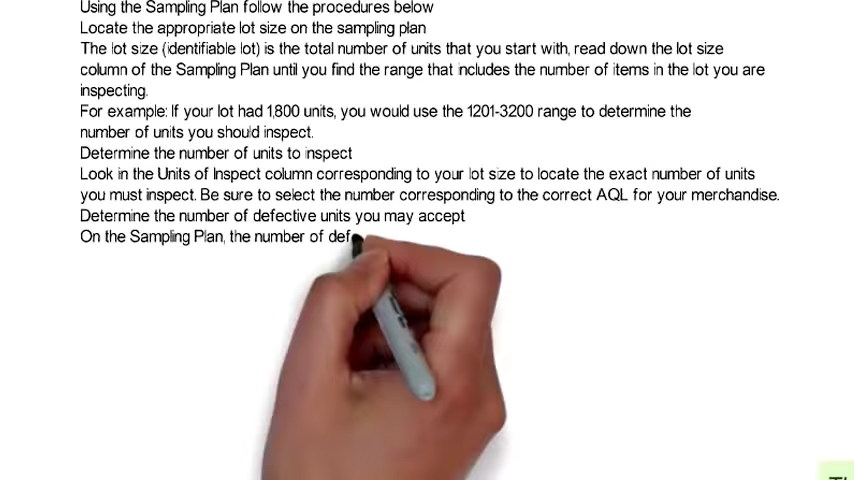 Using the Sampling Plan follow the procedures below
Locate the appropriate lot size on the sampling plan
The lot size (identifiable lot) is the total number of units that you start with, read down the lot size
column of the Sampling Plan until you find the range that includes the number of items in the lot you are
inspecting.
For example: If your lot had 1,800 units, you would use the 1201-3200 range to determine the
number of units you should inspect.
Determine the number of units to inspect
Look in the Units of Inspect column corresponding to your lot size to locate the exact number of units
you must inspect. Be sure to select the number corresponding to the correct AQL for your merchandise.
Determine the number of defective units you may accept
On the Sampling Plan, the number of def